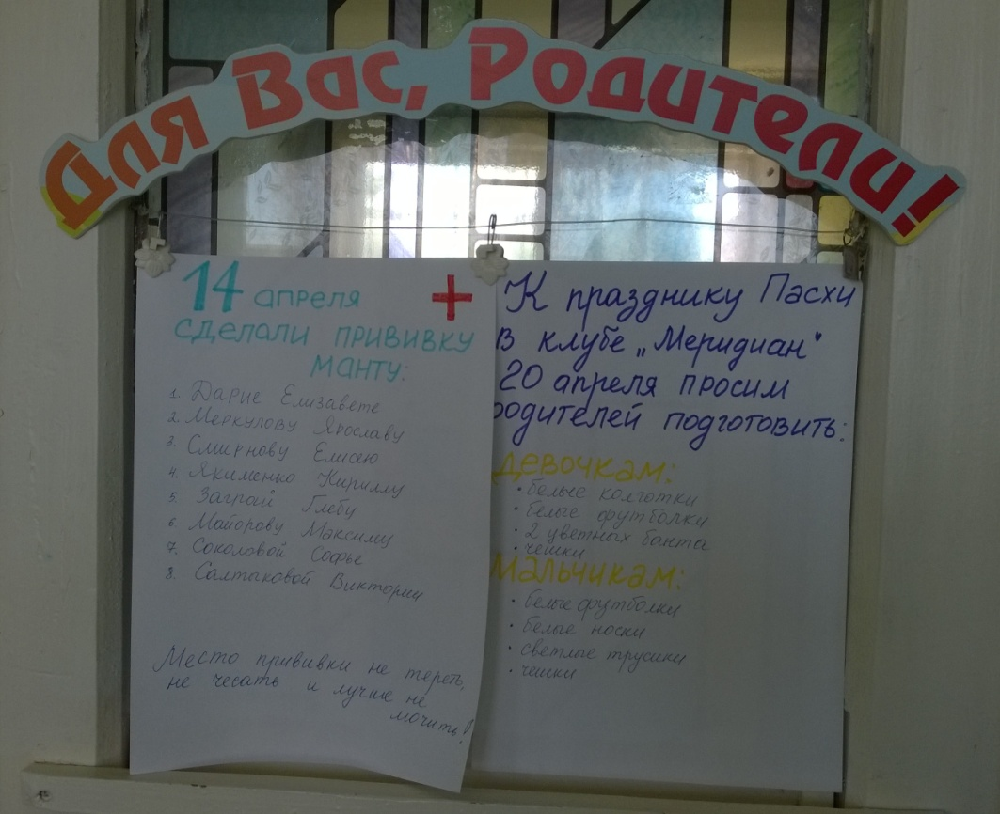 Для Вас, Родители!
14 апреля
сделали прививку
манту:
1. Дарие Елизавете
2. Меркулову Ярославу
3. Смирнову Елисею
4. Якименко Кириллу
5. Заграй Глебу
6. Майорову Максиму
7. Соколовой Софье
8. Салтыковой Виктории
Место прививки не тереть,
не чесать и лучше не
мочить!
К празднику Пасхи
в клубе „Меридиан"
20 апреля просим
родителей подготовить:
девочкам:
• белые колготки
• белые футболки
• 2 цветных банта
• чешки
мальчикам:
• белые футболки
• белые носки
• светлые трусики
• чешки